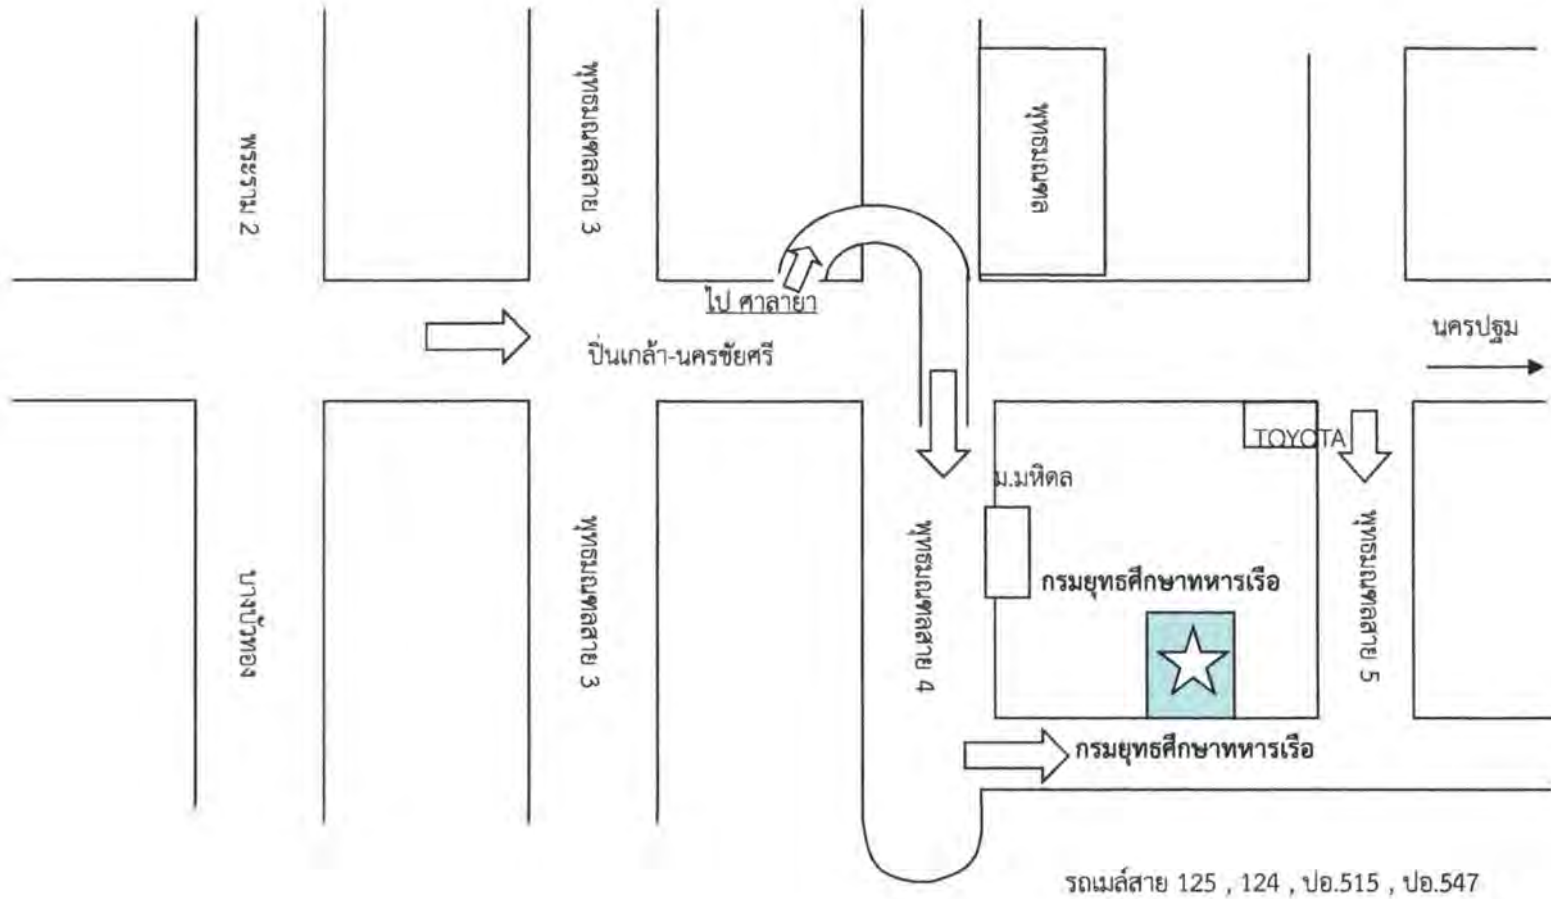 พระราม 2
พุทธมณฑลสาย 3
พุทธมณฑล
ไป ศาลายา
ปิ่นเกล้า-นครชัยศรี
นครปฐม
TOYOTA
ม.มหิดล
บางบัวทอง
พุทธมณฑลสาย 3
พุทธมณฑลสาย 4
กรมยุทธศึกษาทหารเรือ
พุทธมณฑลสาย 5
กรมยุทธศึกษาทหารเรือ
รถเมล์สาย 125 , 124 , ปอ.515 , ปอ.547